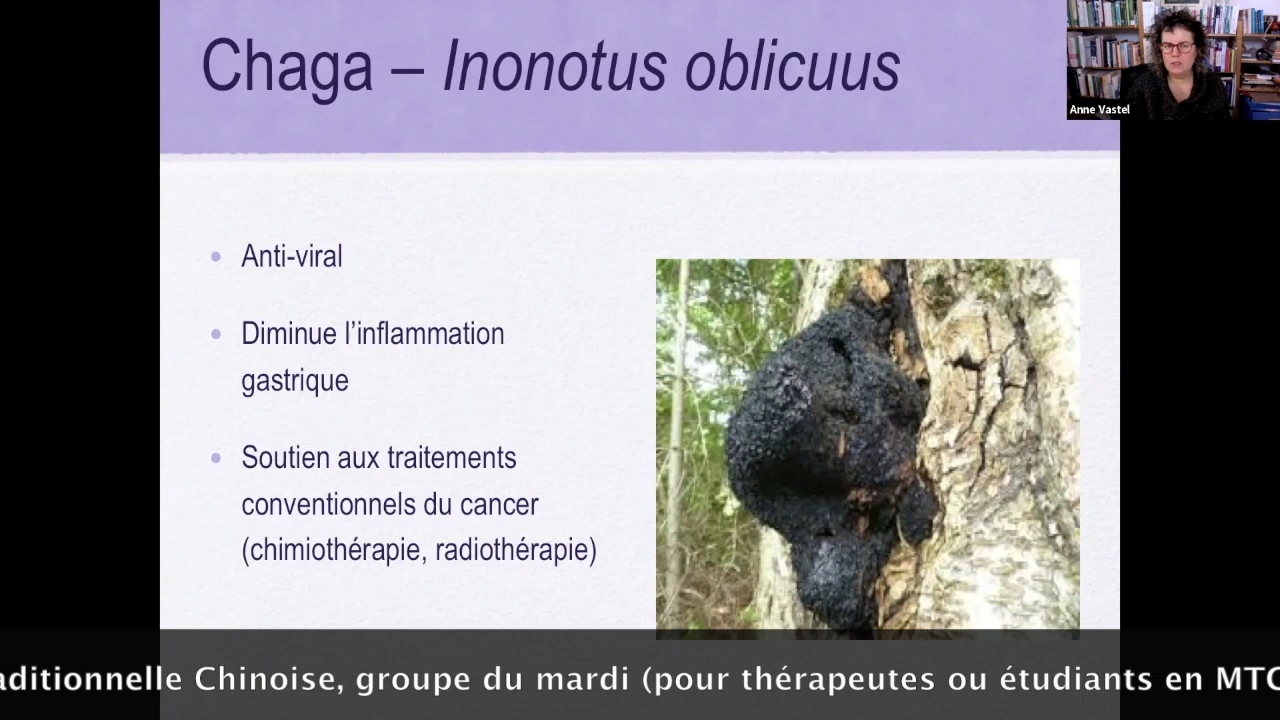 Chaga – Inonotus oblicuus
Anne Vastel
• Anti-viral
• Diminue l’inflammation
gastrique
• Soutien aux traitements
conventionnels du cancer
(chimiothérapie, radiothérapie)
aditionnelle Chinoise, groupe du mardi (pour thérapeutes ou étudiants en MTC